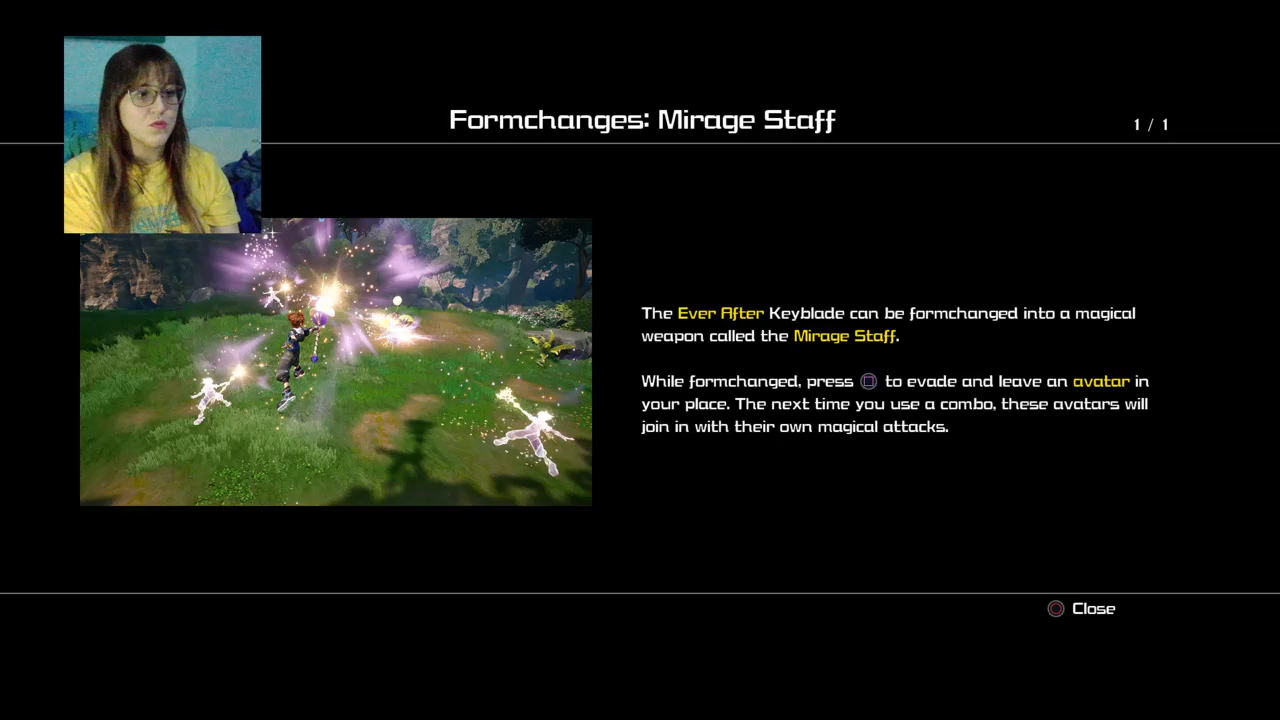 Formchanges: Mirage Staff
1 / 1
The Ever After Keyblade can be formchanged into a magical
weapon called the Mirage Staff.
While formchanged, press to evade and leave an avatar in
your place. The next time you use a combo, these avatars will
join in with their own magical attacks.
Close